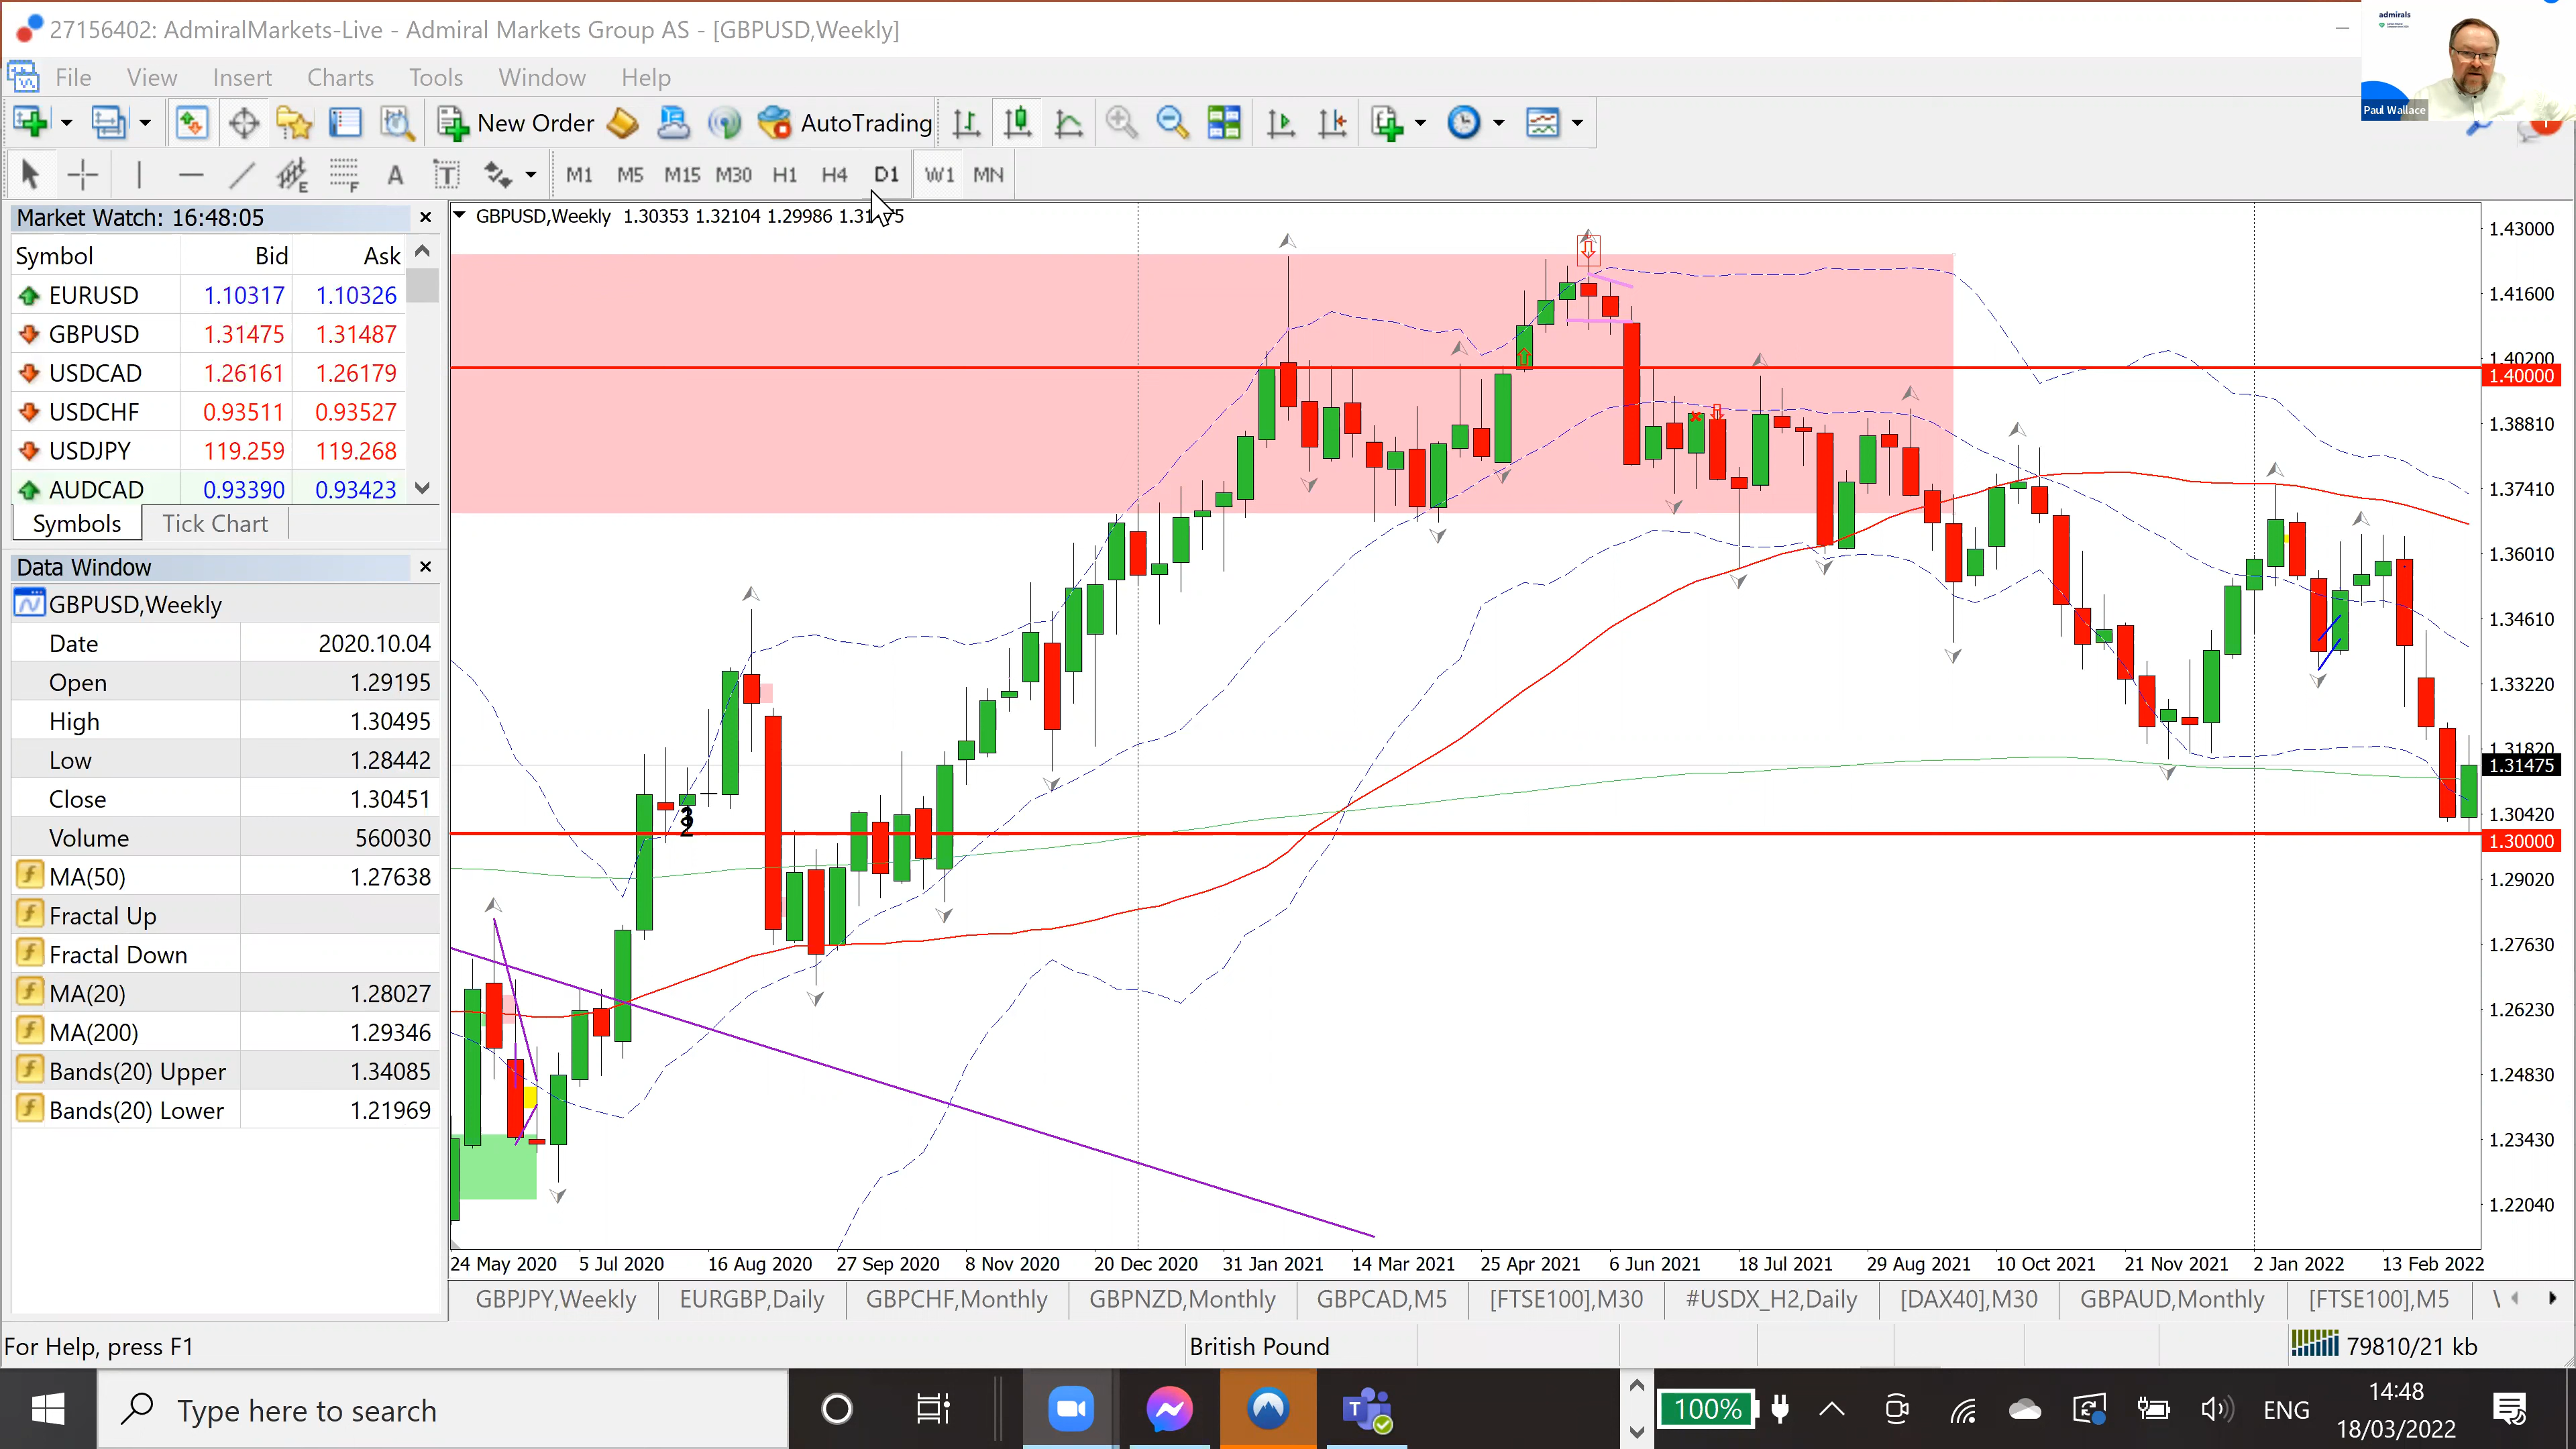 27156402: AdmiralMarkets-Live - Admiral Markets Group AS - [GBPUSD,Weekly]
admirals
Paul Wallace
File View Insert Charts Tools Window Help
New Order AutoTrading
E F A T M1 M5 M15 M30 H1 H4 D1 W1 MN
Market Watch: 16:48:05
Symbol Bid Ask
EURUSD 1.10317 1.10326
GBPUSD 1.31475 1.31487
USDCAD 1.26161 1.26179
USDCHF 0.93511 0.93527
USDJPY 119.259 119.268
AUDCAD 0.93390 0.93423
Symbols Tick Chart
Data Window
GBPUSD,Weekly
Date 2020.10.04
Open 1.29195
High 1.30495
Low 1.28442
Close 1.30451
Volume 560030
MA(50) 1.27638
Fractal Up
Fractal Down
MA(20) 1.28027
MA(200) 1.29346
Bands(20) Upper 1.34085
Bands(20) Lower 1.21969
GBPUSD,Weekly 1.30353 1.32104 1.29986
1.43000
1.41600
1.40200
1.40000
1.38810
1.37410
1.36010
1.34610
1.33220
1.31820
1.31475
1.30420
1.30000
1.29020
1.27630
1.26230
1.24830
1.23430
1.22040
24 May 2020 5 Jul 2020 16 Aug 2020 27 Sep 2020 8 Nov 2020 20 Dec 2020 31 Jan 2021 14 Mar 2021 25 Apr 2021 6 Jun 2021 18 Jul 2021 29 Aug 2021 10 Oct 2021 21 Nov 2021 2 Jan 2022 13 Feb 2022
GBPJPY,Weekly EURGBP,Daily GBPCHF,Monthly GBPNZD,Monthly GBPCAD,M5 [FTSE100],M30 #USDX_H2,Daily [DAX40],M30 GBPAUD,Monthly [FTSE100],M5
For Help, press F1 British Pound 79810/21 kb
Type here to search 100% ENG 14:48
18/03/2022